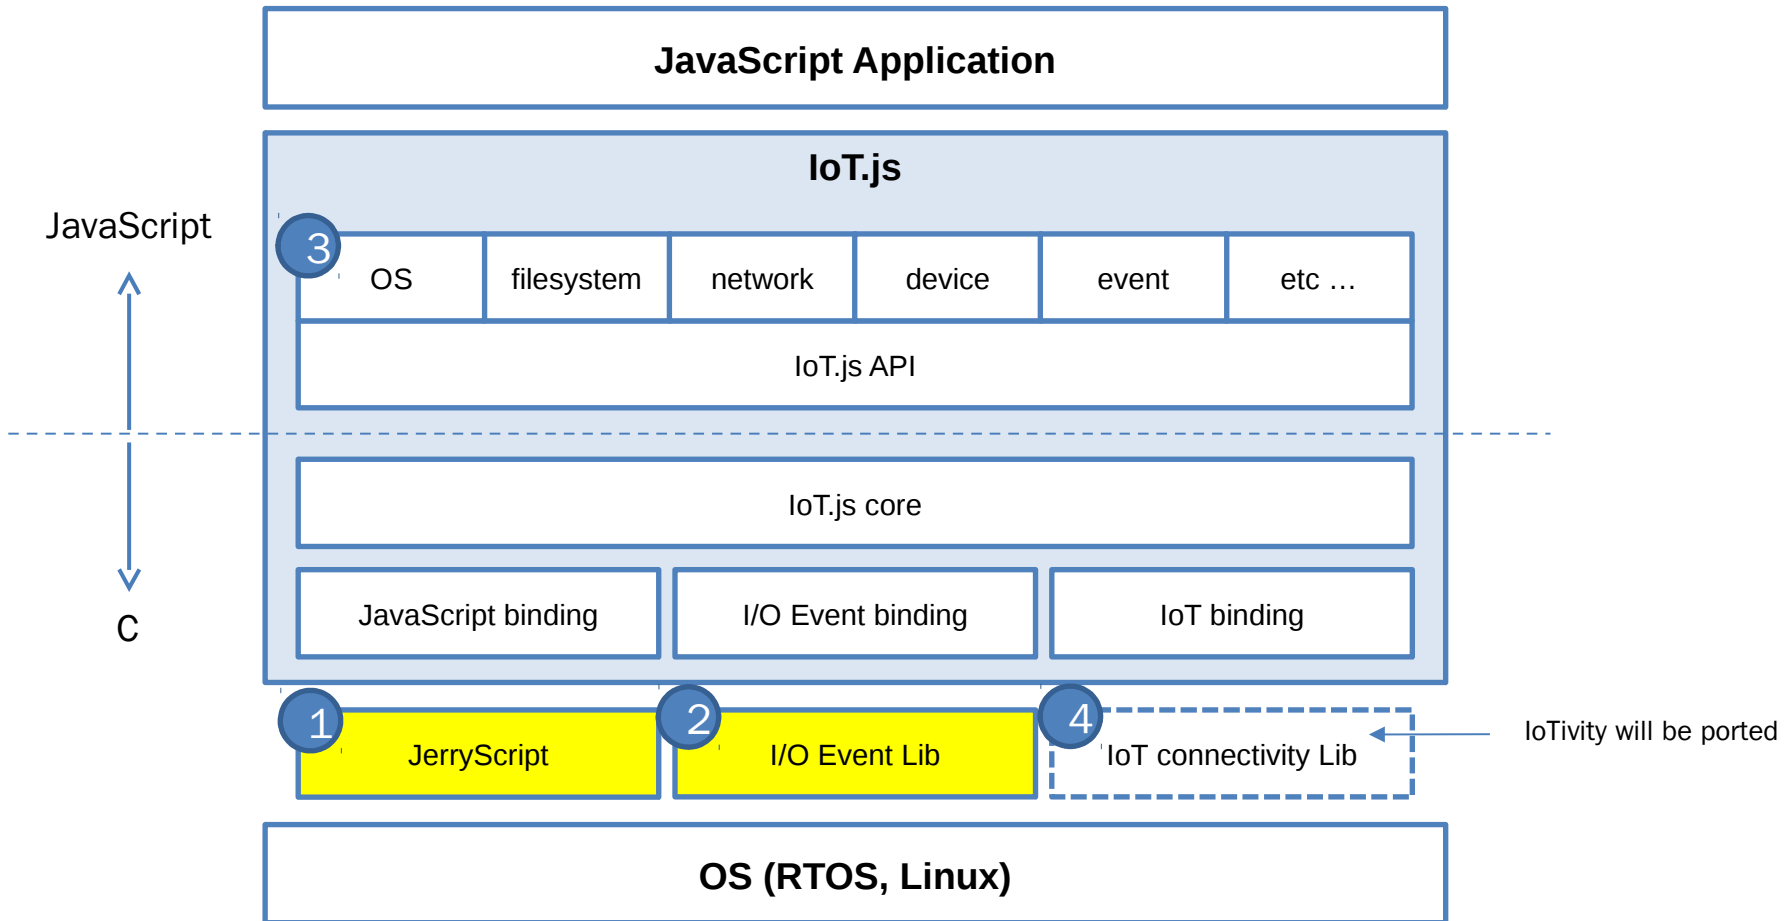 JavaScript Application
IoT.js
JavaScript
3
OS
filesystem
network
device
event
etc …
IoT.js API
IoT.js core
C
JavaScript binding
I/O Event binding
IoT binding
1
JerryScript
2
I/O Event Lib
4
IoT connectivity Lib
IoTivity will be ported
OS (RTOS, Linux)